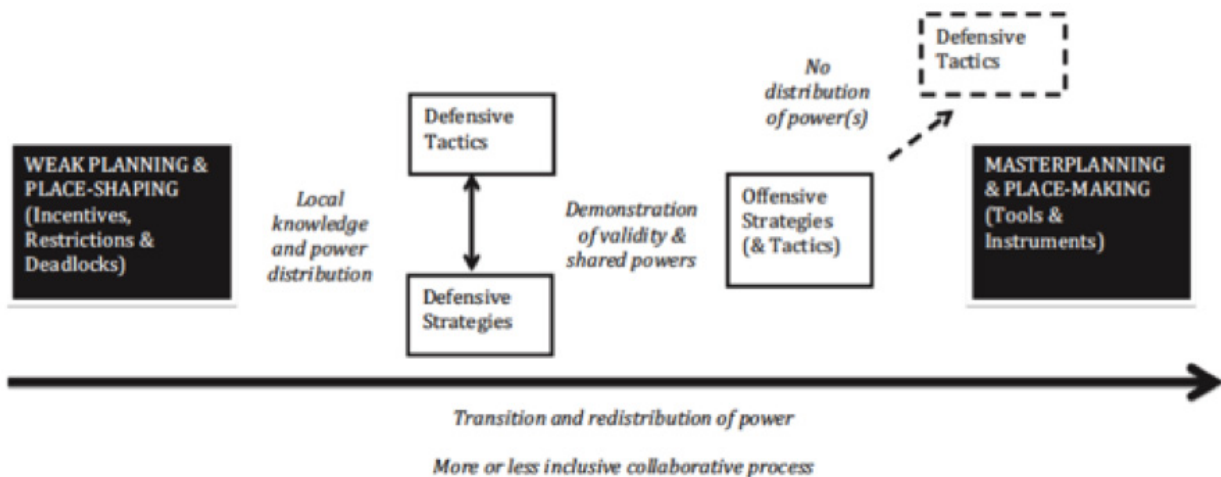 WEAK PLANNING &
PLACE-SHAPING
(Incentives,
Restrictions &
Deadlocks)
Local
knowledge
and power
distribution
Defensive
Tactics
Defensive
Strategies
Demonstration
of validity &
shared powers
Offensive
Strategies
(& Tactics)
No
distribution
of power(s)
Defensive
Tactics
MASTERPLANNING
& PLACE-MAKING
(Tools &
Instruments)
Transition and redistribution of power
More or less inclusive collaborative process